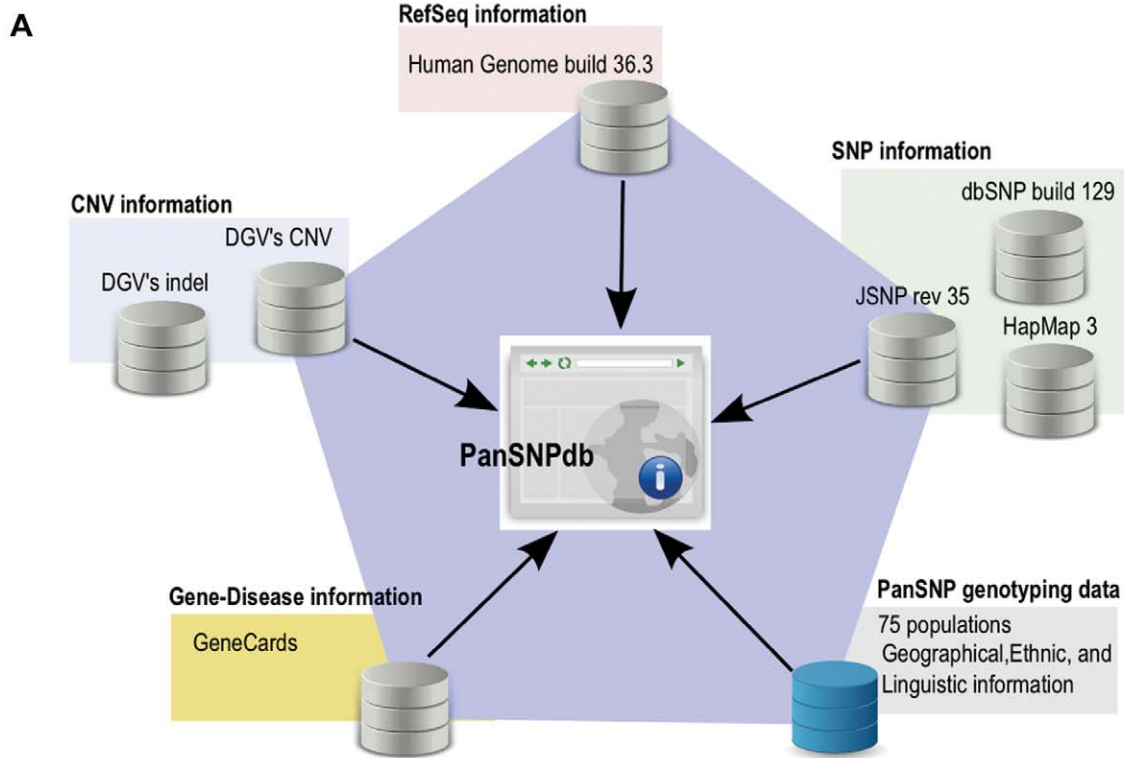 A
RefSeq information
Human Genome build 36.3
SNP information
dbSNP build 129
JSNP rev 35
HapMap 3
CNV information
DGV's CNV
DGV's indel
PanSNPdb
i
Gene-Disease information
GeneCards
PanSNP genotyping data
75 populations
Geographical,Ethnic, and
Linguistic information